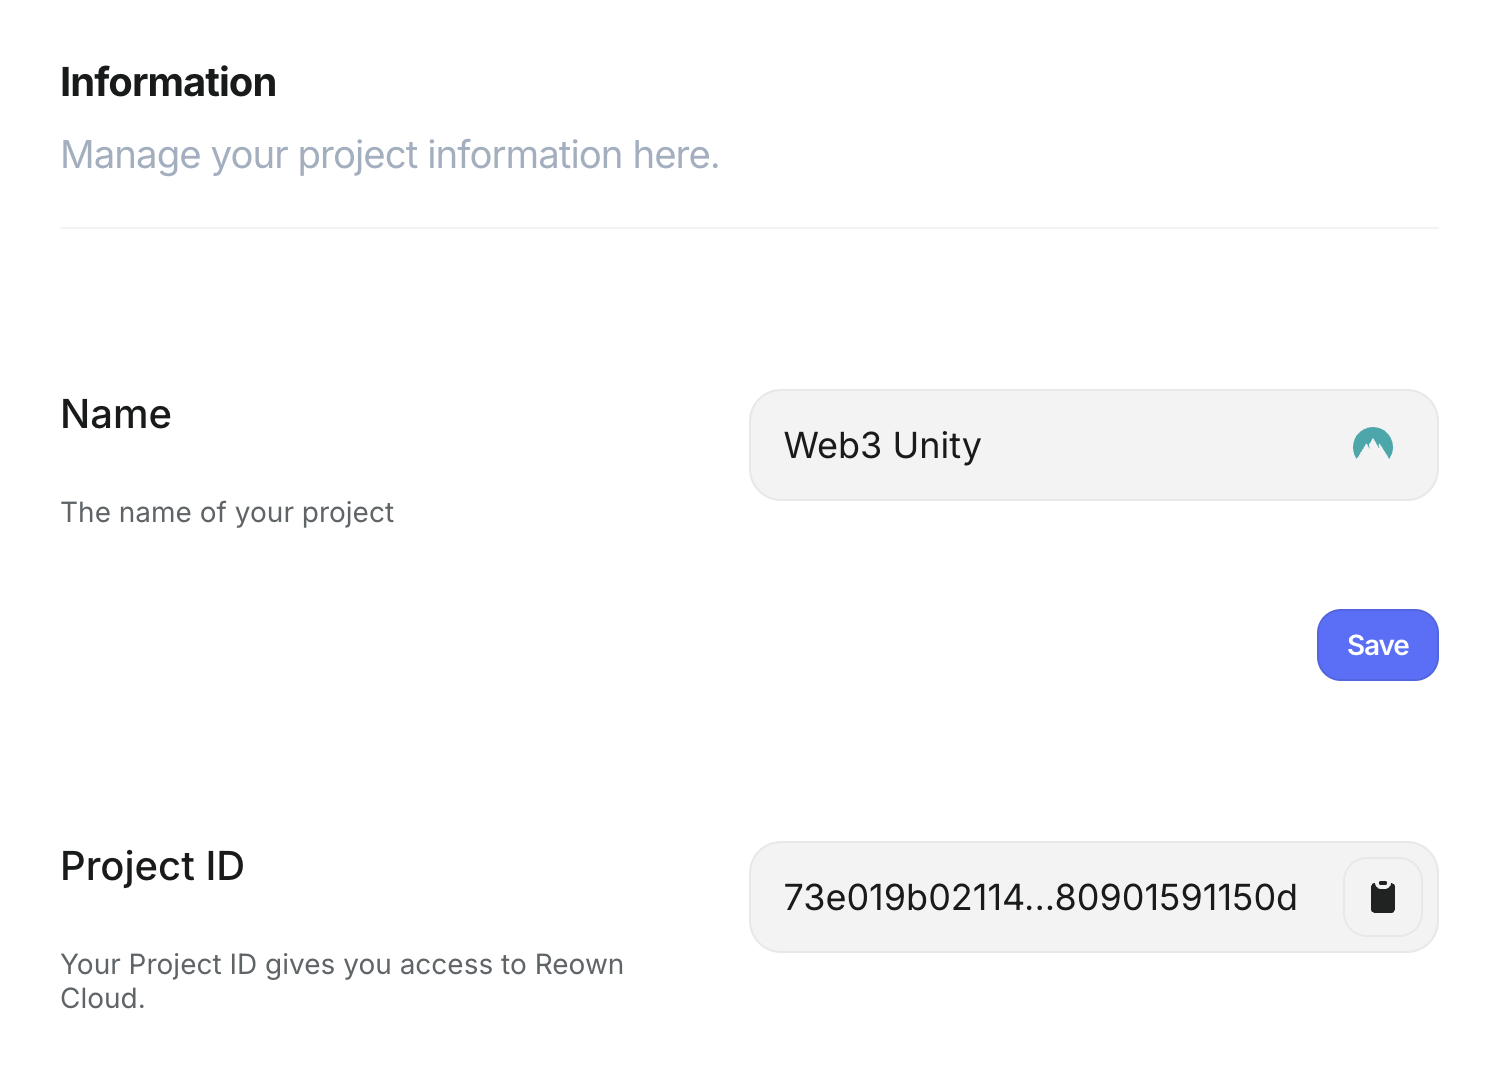 Information
Manage your project information here.
Name
Web3 Unity
The name of your project
Save
Project ID
73e019b02114...80901591150d
Your Project ID gives you access to Reown
Cloud.